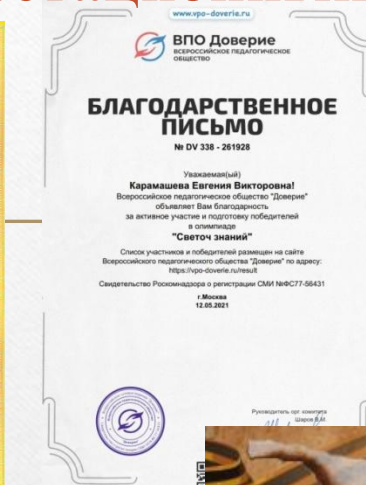 www.vpo-doverie.ru
ВПО Доверие
ВСЕРОССИЙСКОЕ ПЕДАГОГИЧЕСКОЕ
ОБЩЕСТВО
БЛАГОДАРСТВЕННОЕ
ПИСЬМО
№ DV 338 - 261928
Уважаемая(ый)
Карамашева Евгения Викторовна!
Всероссийское педагогическое общество "Доверие"
объявляет Вам благодарность
за активное участие и подготовку победителей
в олимпиаде
"Светоч знаний"
Список участников и победителей размещен на сайте
Всероссийского педагогического общества "Доверие" по адресу:
https://vpo-doverie.ru/result
Свидетельство Роскомнадзора о регистрации СМИ №ФС77-56431
г.Москва
12.05.2021
Руководитель орг. комитета